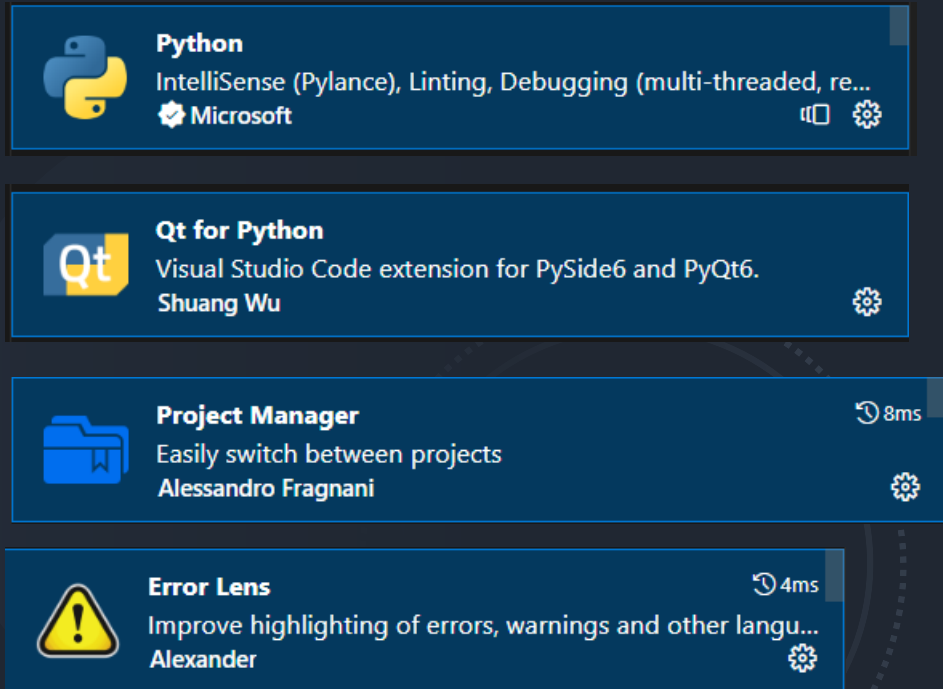 Python
IntelliSense (Pylance), Linting, Debugging (multi-threaded, re...
Microsoft
Qt
Qt for Python
Visual Studio Code extension for PySide6 and PyQt6.
Shuang Wu
Project Manager
8ms
Easily switch between projects
Alessandro Fragnani
Error Lens
4ms
Improve highlighting of errors, warnings and other langu...
Alexander